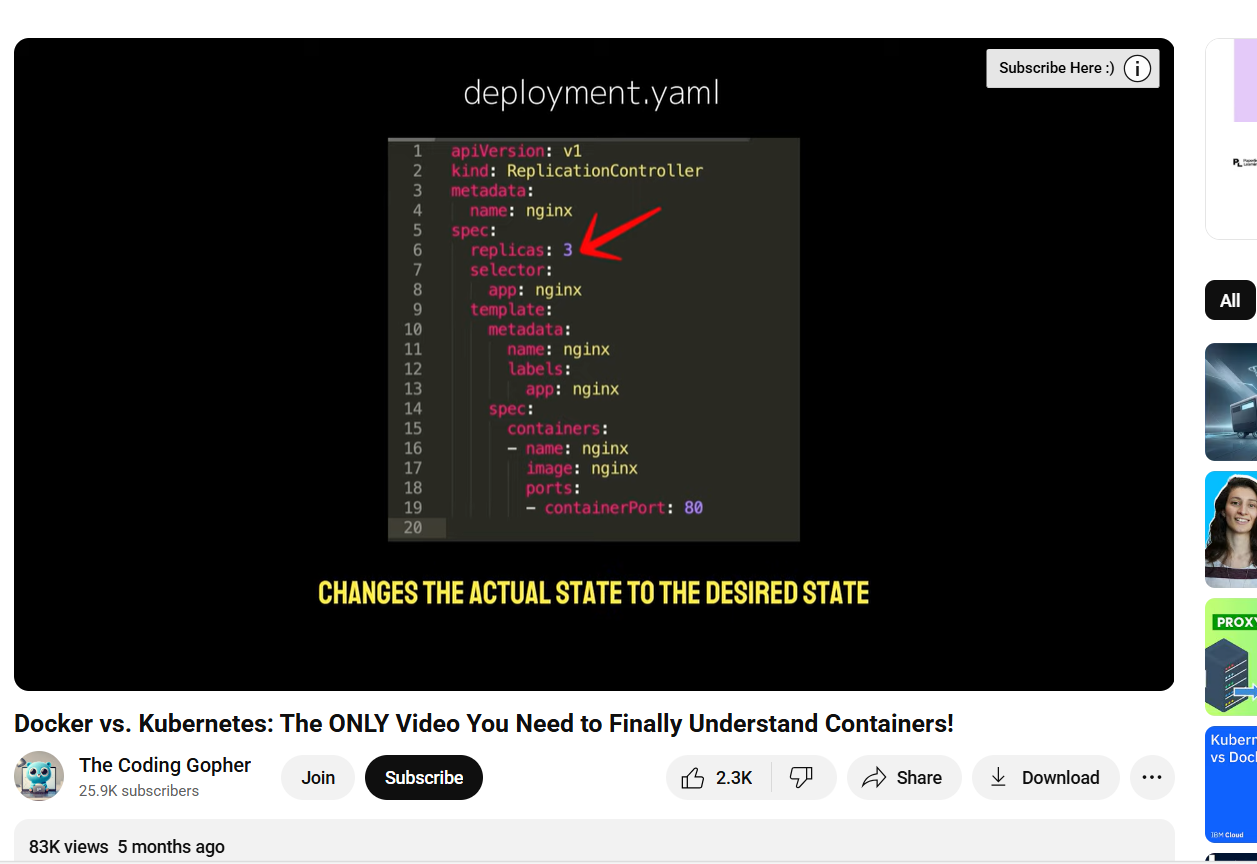 Subscribe Here :)
deployment.yaml
1 apiVersion: v1
2 kind: ReplicationController
3 metadata:
4 name: nginx
5 spec:
6 replicas: 3
7 selector:
8 app: nginx
9 template:
10 metadata:
11 name: nginx
12 labels:
13 app: nginx
14 spec:
15 containers:
16 - name: nginx
17 image: nginx
18 ports:
19 - containerPort: 80
20
CHANGES THE ACTUAL STATE TO THE DESIRED STATE
Docker vs. Kubernetes: The ONLY Video You Need to Finally Understand Containers!
The Coding Gopher
25.9K subscribers
Join
Subscribe
2.3K
Share
Download
83K views 5 months ago
All
PROXY
Kubern
vs Doc
IBM Cloud